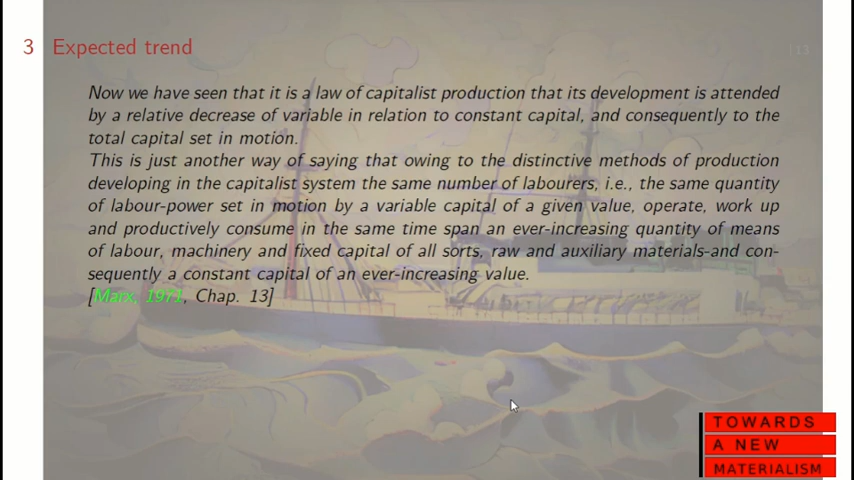 3 Expected trend
[13
Now we have seen that it is a law of capitalist production that its development is attended
by a relative decrease of variable in relation to constant capital, and consequently to the
total capital set in motion.
This is just another way of saying that owing to the distinctive methods of production
developing in the capitalist system the same number of labourers, i.e., the same quantity
of labour-power set in motion by a variable capital of a given value, operate, work up
and productively consume in the same time span an ever-increasing quantity of means
of labour, machinery and fixed capital of all sorts, raw and auxiliary materials-and con-
sequently a constant capital of an ever-increasing value.
[Marx, 1971, Chap. 13]
TOWARDS
A NEW
MATERIALISM